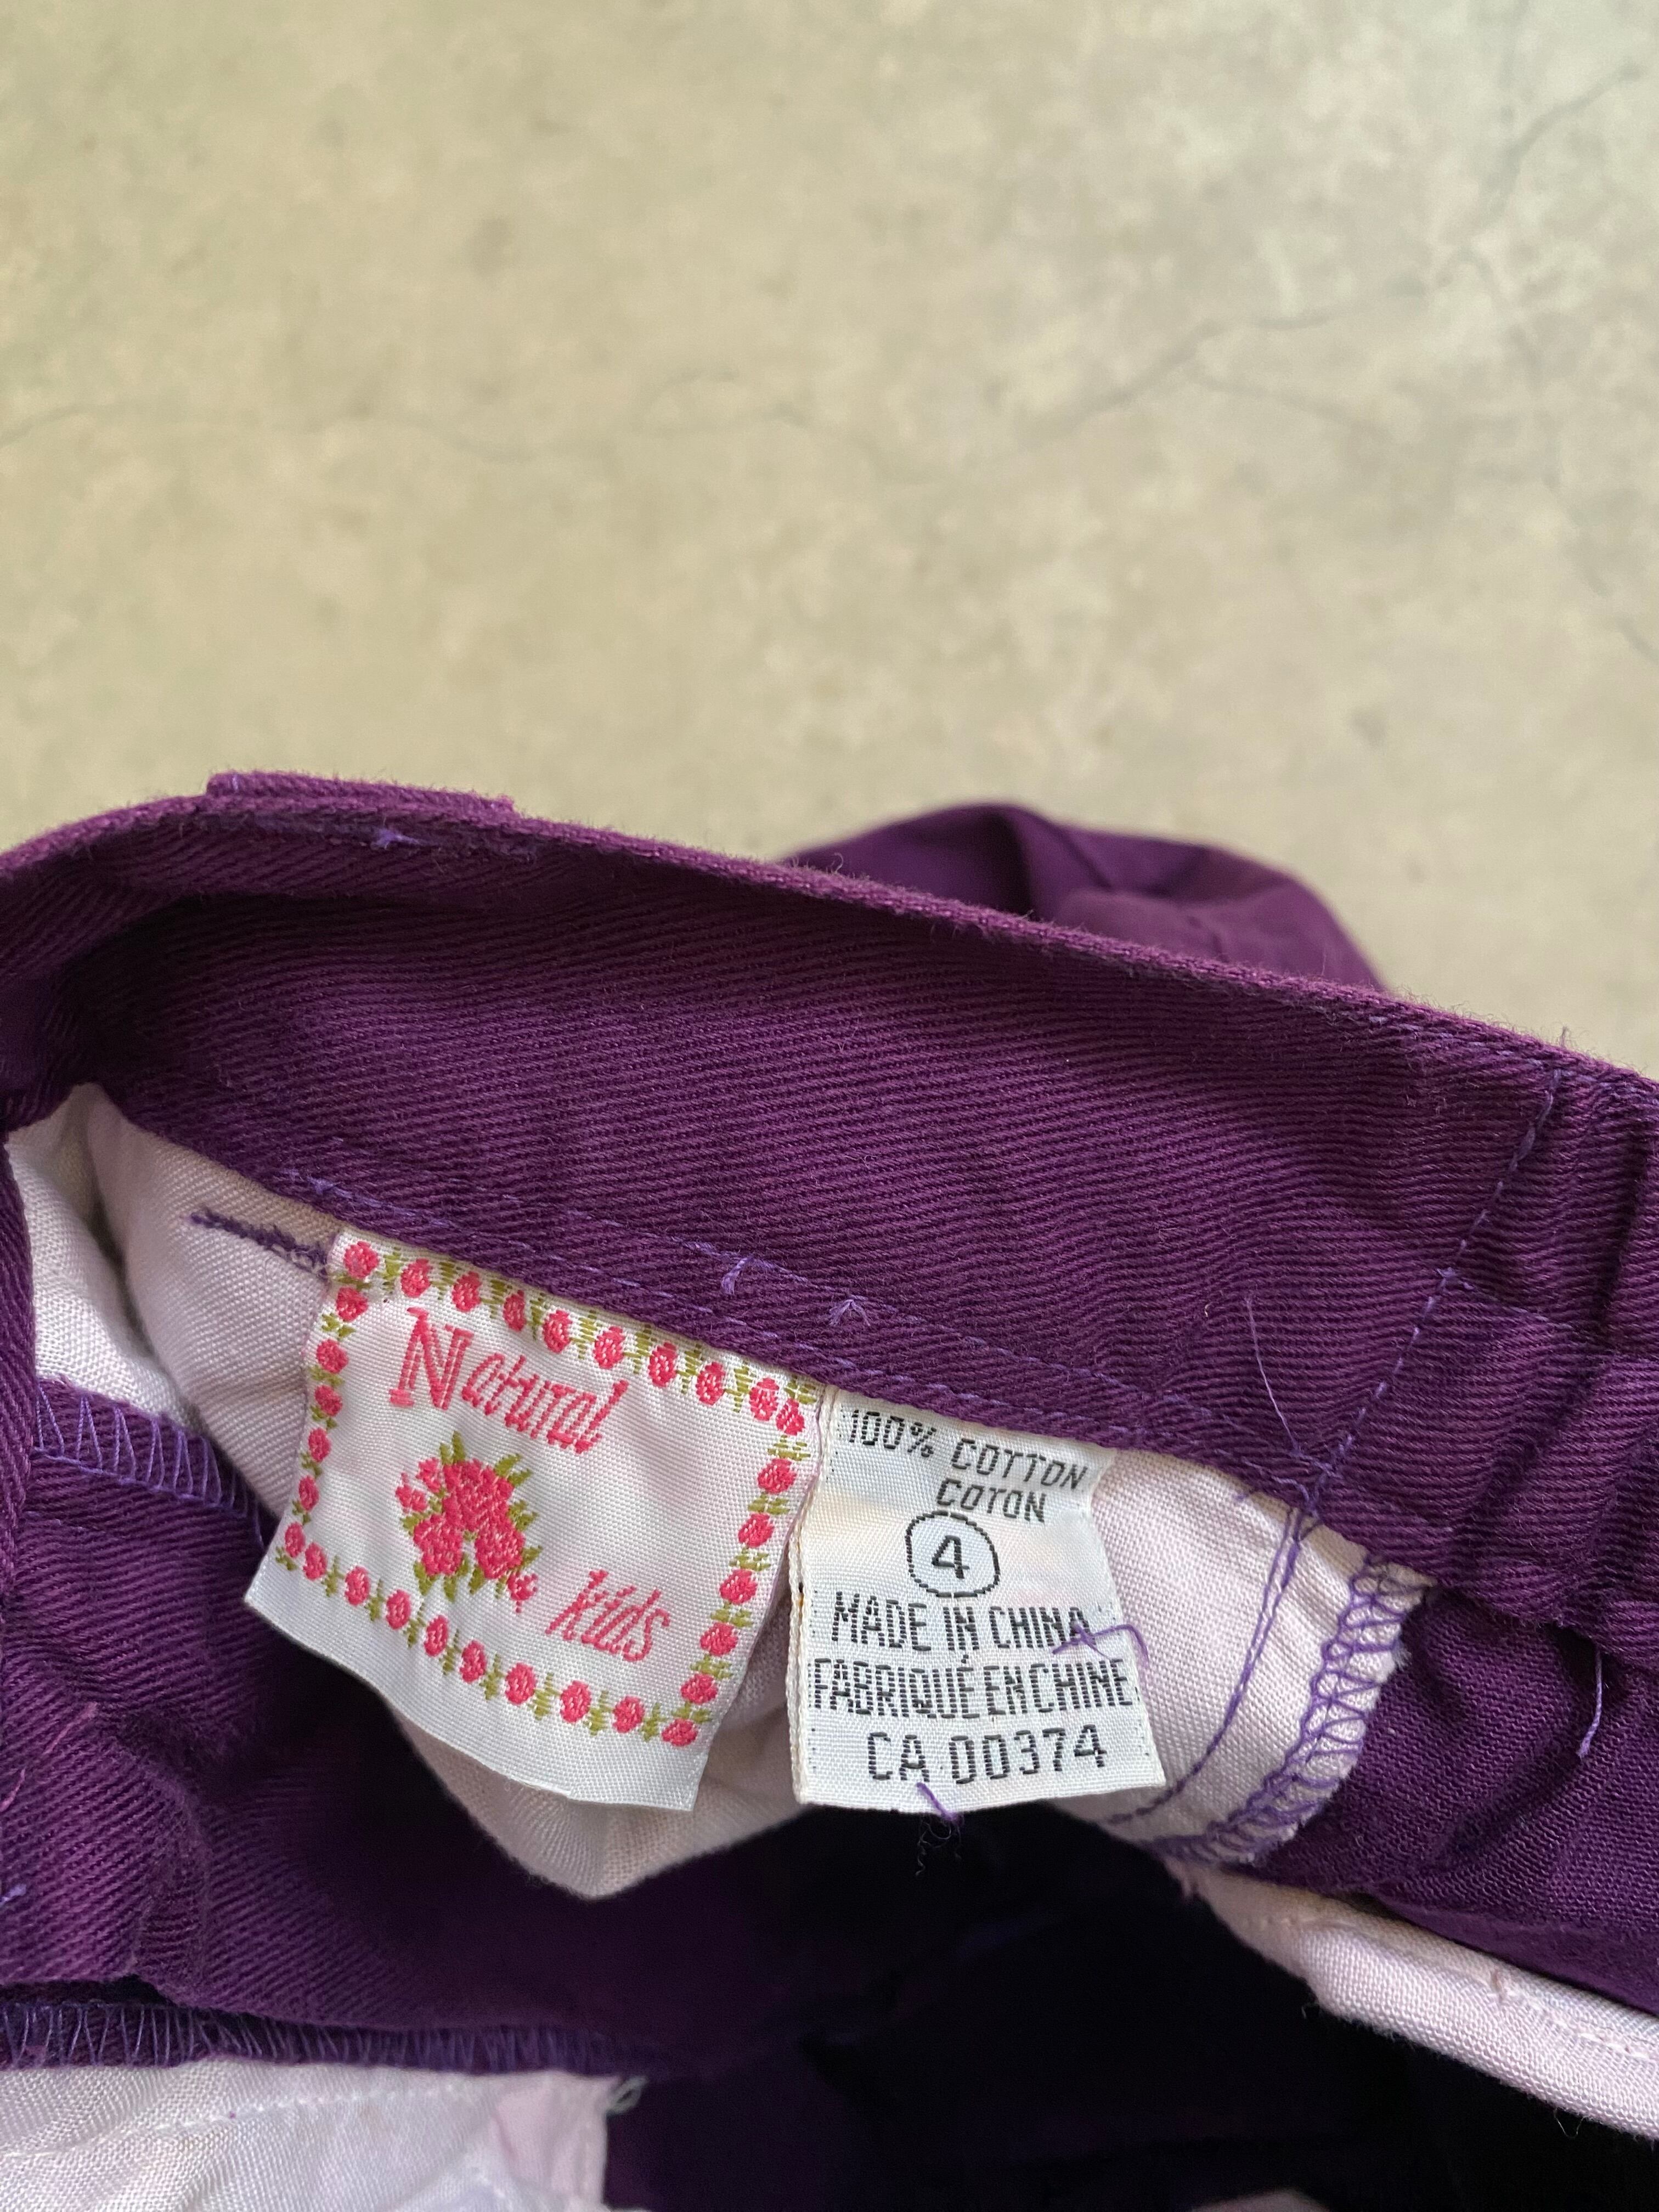 Natural
kids
100% COTTON
COTON
4
MADE IN CHINA
FABRIQUÉ EN CHINE
CA 00374